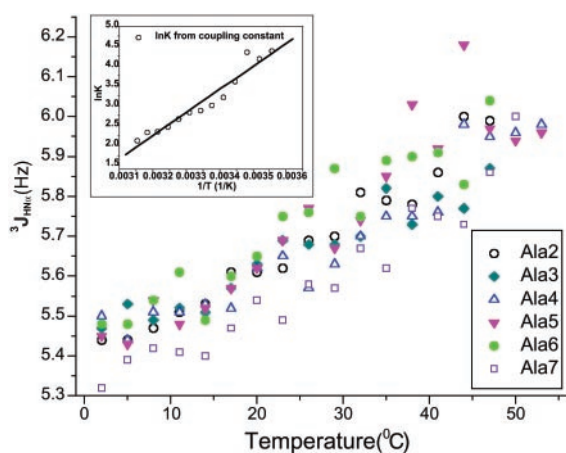 5.0
4.5
4.0
3.5
3.0
2.5
2.0
1.5
lnK
lnK from coupling constant
0.0031 0.0032 0.0033 0.0034 0.0035 0.0036
1/T (1/K)
6.2
6.1
6.0
5.9
5.8
5.7
5.6
5.5
5.4
5.3
³J_HNα(Hz)
Ala2
Ala3
Ala4
Ala5
Ala6
Ala7
0 10 20 30 40 50
Temperature(⁰C)